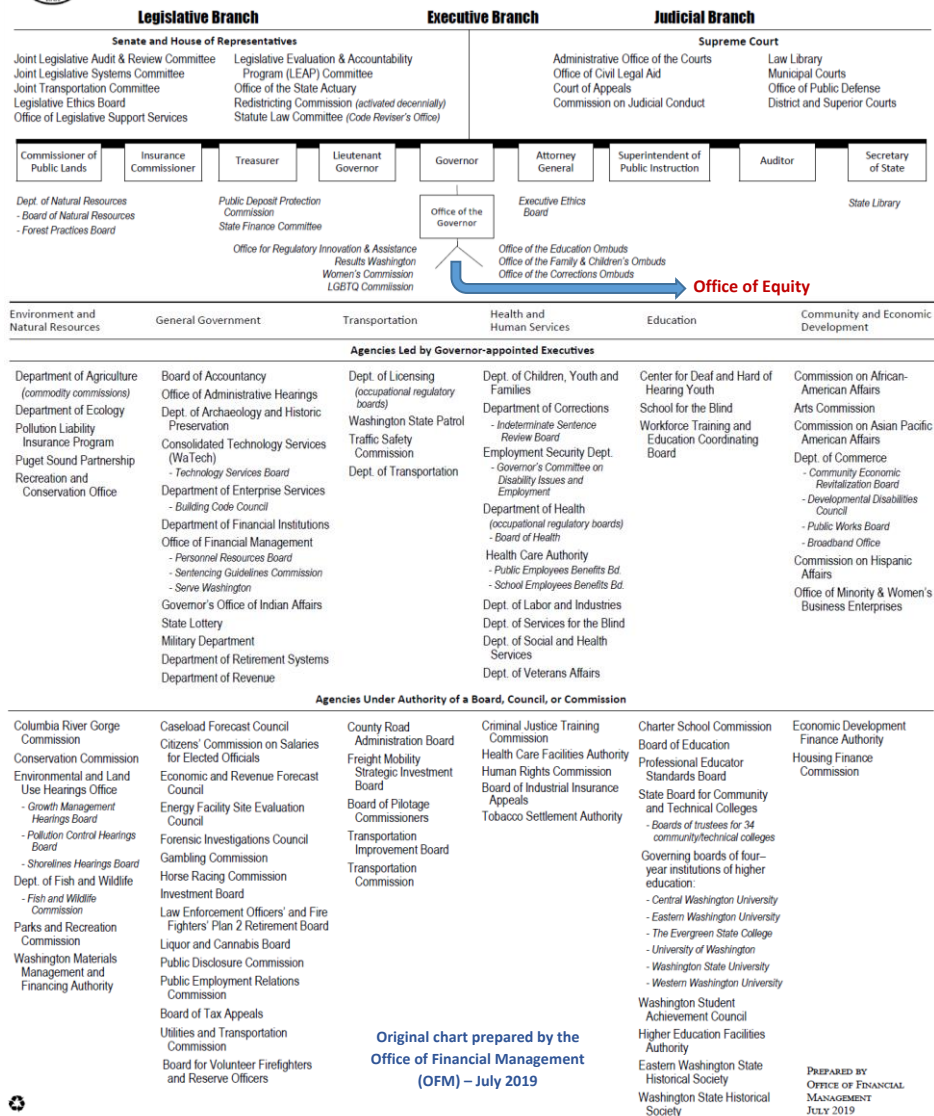 Legislative Branch
Executive Branch
Judicial Branch
Senate and House of Representatives
Joint Legislative Audit & Review Committee
Joint Legislative Systems Committee
Joint Transportation Committee
Legislative Ethics Board
Office of Legislative Support Services
Legislative Evaluation & Accountability
Program (LEAP) Committee
Office of the State Actuary
Redistricting Commission (activated decennially)
Statute Law Committee (Code Reviser's Office)
Supreme Court
Administrative Office of the Courts
Office of Civil Legal Aid
Court of Appeals
Commission on Judicial Conduct
Law Library
Municipal Courts
Office of Public Defense
District and Superior Courts
Commissioner of
Public Lands
Insurance
Commissioner
Treasurer
Lieutenant
Governor
Governor
Attorney
General
Superintendent of
Public Instruction
Auditor
Secretary
of State
Dept. of Natural Resources
- Board of Natural Resources
- Forest Practices Board
Public Deposit Protection
Commission
State Finance Committee
Office of the
Governor
Executive Ethics
Board
State Library
Office for Regulatory Innovation & Assistance
Results Washington
Women's Commission
LGBTQ Commiission
Office of the Education Ombuds
Office of the Family & Children's Ombuds
Office of the Corrections Ombuds
Office of Equity
Environment and
Natural Resources
General Government
Transportation
Health and
Human Services
Education
Community and Economic
Development
Agencies Led by Governor-appointed Executives
Department of Agriculture
(commodity commissions)
Department of Ecology
Pollution Liability
Insurance Program
Puget Sound Partnership
Recreation and
Conservation Office
Board of Accountancy
Office of Administrative Hearings
Dept. of Archaeology and Historic
Preservation
Consolidated Technology Services
(WaTech)
- Technology Services Board
Department of Enterprise Services
- Building Code Council
Department of Financial Institutions
Office of Financial Management
- Personnel Resources Board
- Sentencing Guidelines Commission
- Serve Washington
Governor's Office of Indian Affairs
State Lottery
Military Department
Department of Retirement Systems
Department of Revenue
Dept. of Licensing
(occupational regulatory
boards)
Washington State Patrol
Traffic Safety
Commission
Dept. of Transportation
Dept. of Children, Youth and
Families
Department of Corrections
- Indeterminate Sentence
Review Board
Employment Security Dept.
- Governor's Committee on
Disability Issues and
Employment
Department of Health
(occupational regulatory boards)
- Board of Health
Health Care Authority
- Public Employees Benefits Bd.
- School Employees Benefits Bd.
Dept. of Labor and Industries
Dept. of Services for the Blind
Dept. of Social and Health
Services
Dept. of Veterans Affairs
Center for Deaf and Hard of
Hearing Youth
School for the Blind
Workforce Training and
Education Coordinating
Board
Commission on African-
American Affairs
Arts Commission
Commission on Asian Pacific
American Affairs
Dept. of Commerce
- Community Economic
Revitalization Board
- Developmental Disabilities
Council
- Public Works Board
- Broadband Office
Commission on Hispanic
Affairs
Office of Minority & Women's
Business Enterprises
Agencies Under Authority of a Board, Council, or Commission
Columbia River Gorge
Commission
Conservation Commission
Environmental and Land
Use Hearings Office
- Growth Management
Hearings Board
- Pollution Control Hearings
Board
- Shorelines Hearings Board
Dept. of Fish and Wildlife
- Fish and Wildlife
Commission
Parks and Recreation
Commission
Washington Materials
Management and
Financing Authority
Caseload Forecast Council
Citizens' Commission on Salaries
for Elected Officials
Economic and Revenue Forecast
Council
Energy Facility Site Evaluation
Council
Forensic Investigations Council
Gambling Commission
Horse Racing Commission
Investment Board
Law Enforcement Officers' and Fire
Fighters' Plan 2 Retirement Board
Liquor and Cannabis Board
Public Disclosure Commission
Public Employment Relations
Commission
Board of Tax Appeals
Utilities and Transportation
Commission
Board for Volunteer Firefighters
and Reserve Officers
County Road
Administration Board
Freight Mobility
Strategic Investment
Board
Board of Pilotage
Commissioners
Transportation
Improvement Board
Transportation
Commission
Criminal Justice Training
Commission
Health Care Facilities Authority
Human Rights Commission
Board of Industrial Insurance
Appeals
Tobacco Settlement Authority
Charter School Commission
Board of Education
Professional Educator
Standards Board
State Board for Community
and Technical Colleges
- Boards of trustees for 34
community/technical colleges
Governing boards of four–
year institutions of higher
education:
- Central Washington University
- Eastern Washington University
- The Evergreen State College
- University of Washington
- Washington State University
- Western Washington University
Washington Student
Achievement Council
Higher Education Facilities
Authority
Eastern Washington State
Historical Society
Washington State Historical
Society
Economic Development
Finance Authority
Housing Finance
Commission
Original chart prepared by the
Office of Financial Management
(OFM) – July 2019
PREPARED BY
OFFICE OF FINANCIAL
MANAGEMENT
JULY 2019